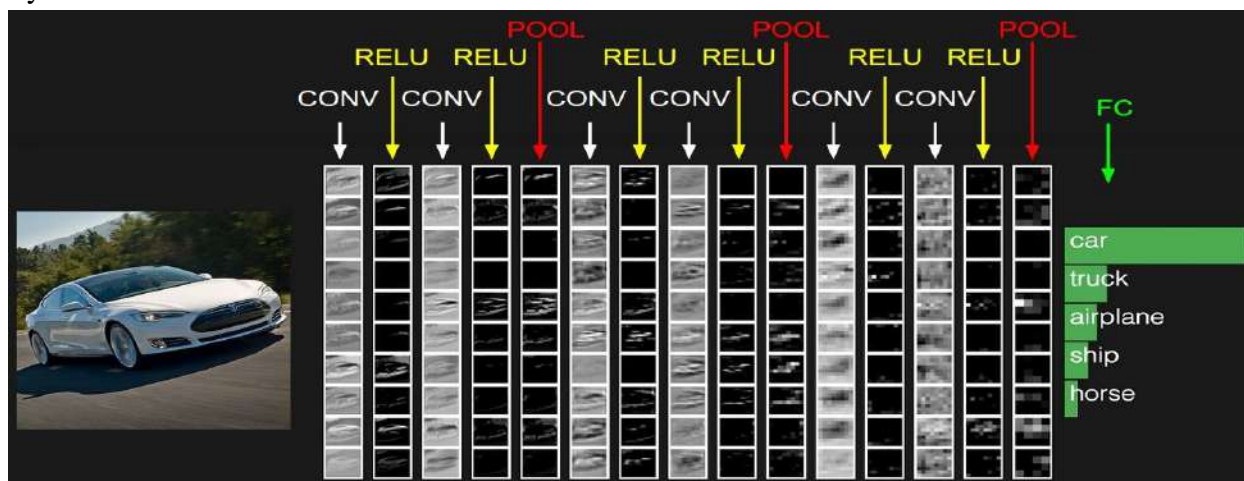 POOL POOL POOL
RELU RELU RELU RELU RELU RELU
CONV CONV CONV CONV CONV CONV
FC
car
truck
airplane
ship
horse